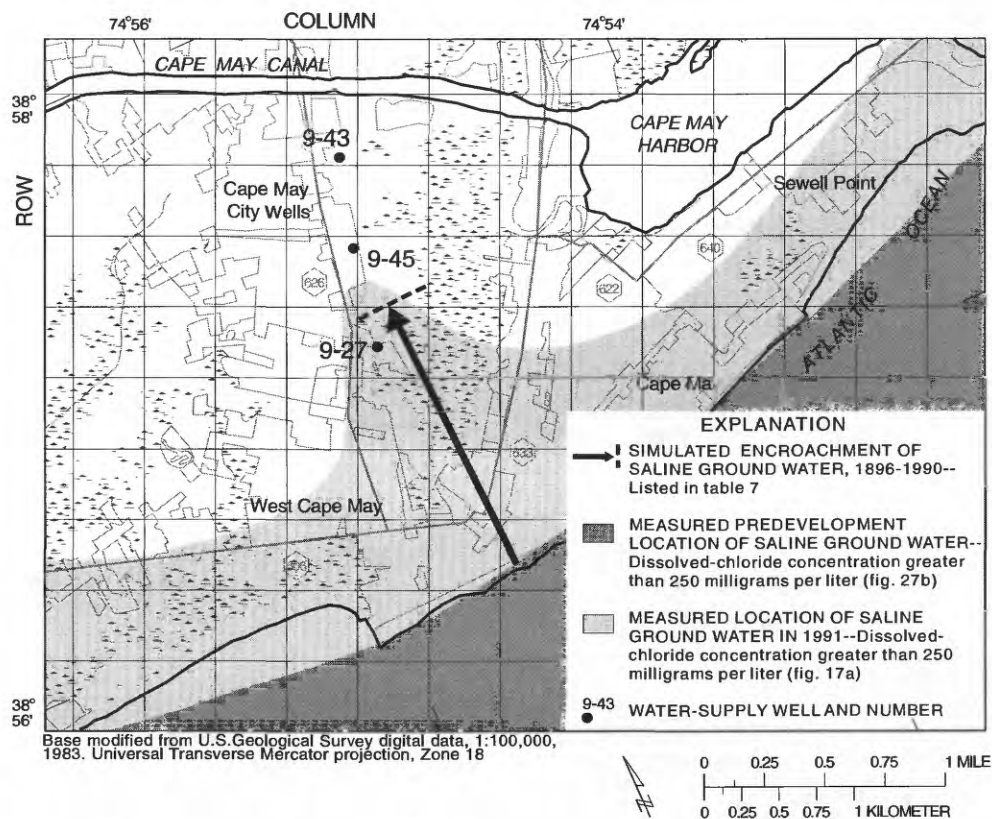 74°56'
COLUMN
74°54'
CAPE MAY CANAL
38°
58'
ROW
9-43
CAPE MAY
HARBOR
Cape May
City Wells
Sewell Point
OCEAN
9-45
626
640
622
9-27
ATLANTIC
Cape Ma
633
West Cape May
38°
56'
EXPLANATION
SIMULATED ENCROACHMENT OF
SALINE GROUND WATER, 1896-1990--
Listed in table 7
MEASURED PREDEVELOPMENT
LOCATION OF SALINE GROUND WATER--
Dissolved-chloride concentration greater
than 250 milligrams per liter (fig. 27b)
MEASURED LOCATION OF SALINE
GROUND WATER IN 1991--Dissolved-
chloride concentration greater than 250
milligrams per liter (fig. 17a)
9-43
WATER-SUPPLY WELL AND NUMBER
Base modified from U.S.Geological Survey digital data, 1:100,000,
1983. Universal Transverse Mercator projection, Zone 18
N
0 0.25 0.50 0.75 1 MILE
0 0.25 0.5 0.75 1 KILOMETER